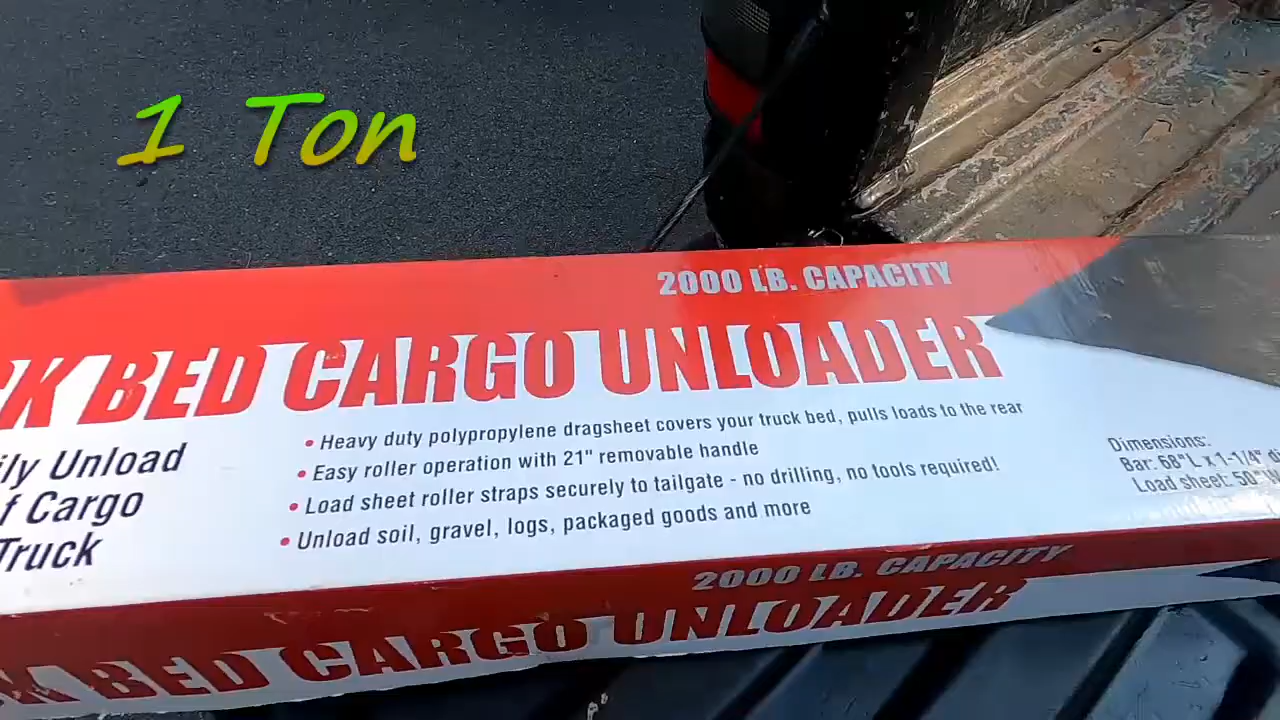 1 Ton
2000 LB. CAPACITY
BED CARGO UNLOADER
Unload
Cargo
Truck
• Heavy duty polypropylene dragsheet covers your truck bed, pulls loads to the rear
• Easy roller operation with 21" removable handle
• Load sheet roller straps securely to tailgate - no drilling, no tools required!
• Unload soil, gravel, logs, packaged goods and more
Dimensions:
Bar: 68"L x 1-1/4"
Load sheet: 50"
2000 LB. CAPACITY
BED CARGO UNLOADER